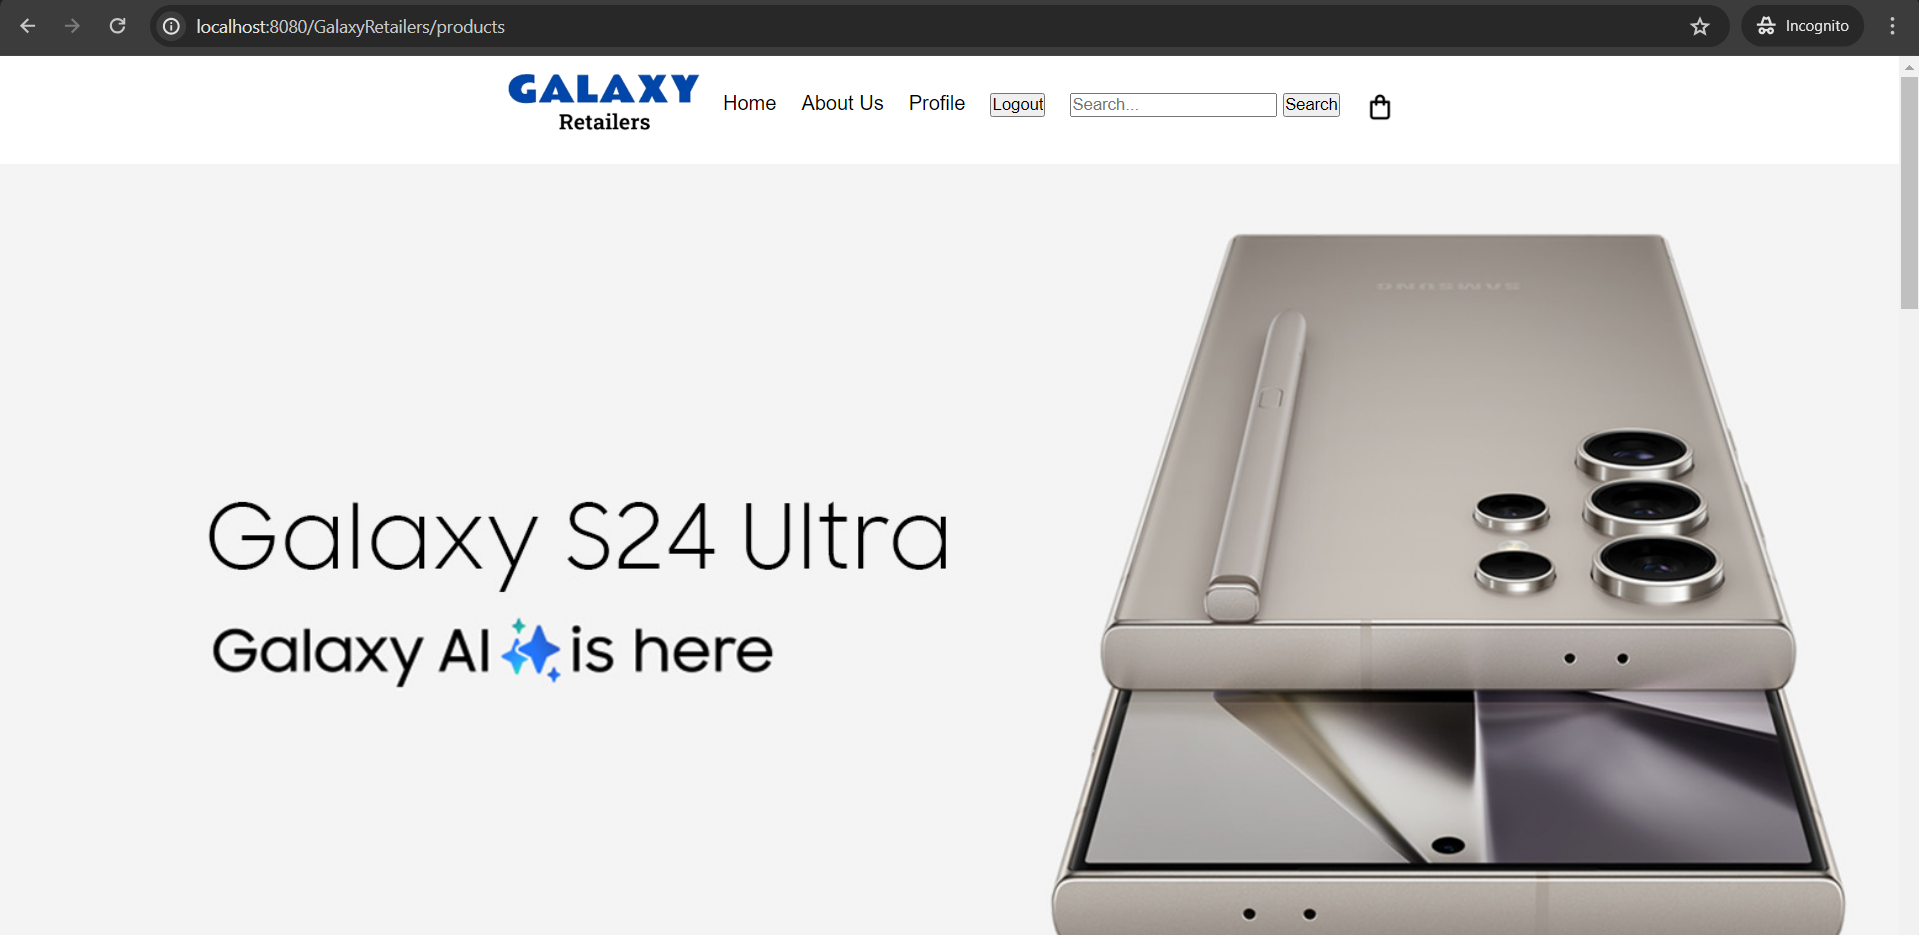 localhost:8080/GalaxyRetailers/products
Incognito
GALAXY
Retailers
Home
About Us
Profile
Logout
Search...
Search
SAMSUNG
Galaxy S24 Ultra
Galaxy AI is here